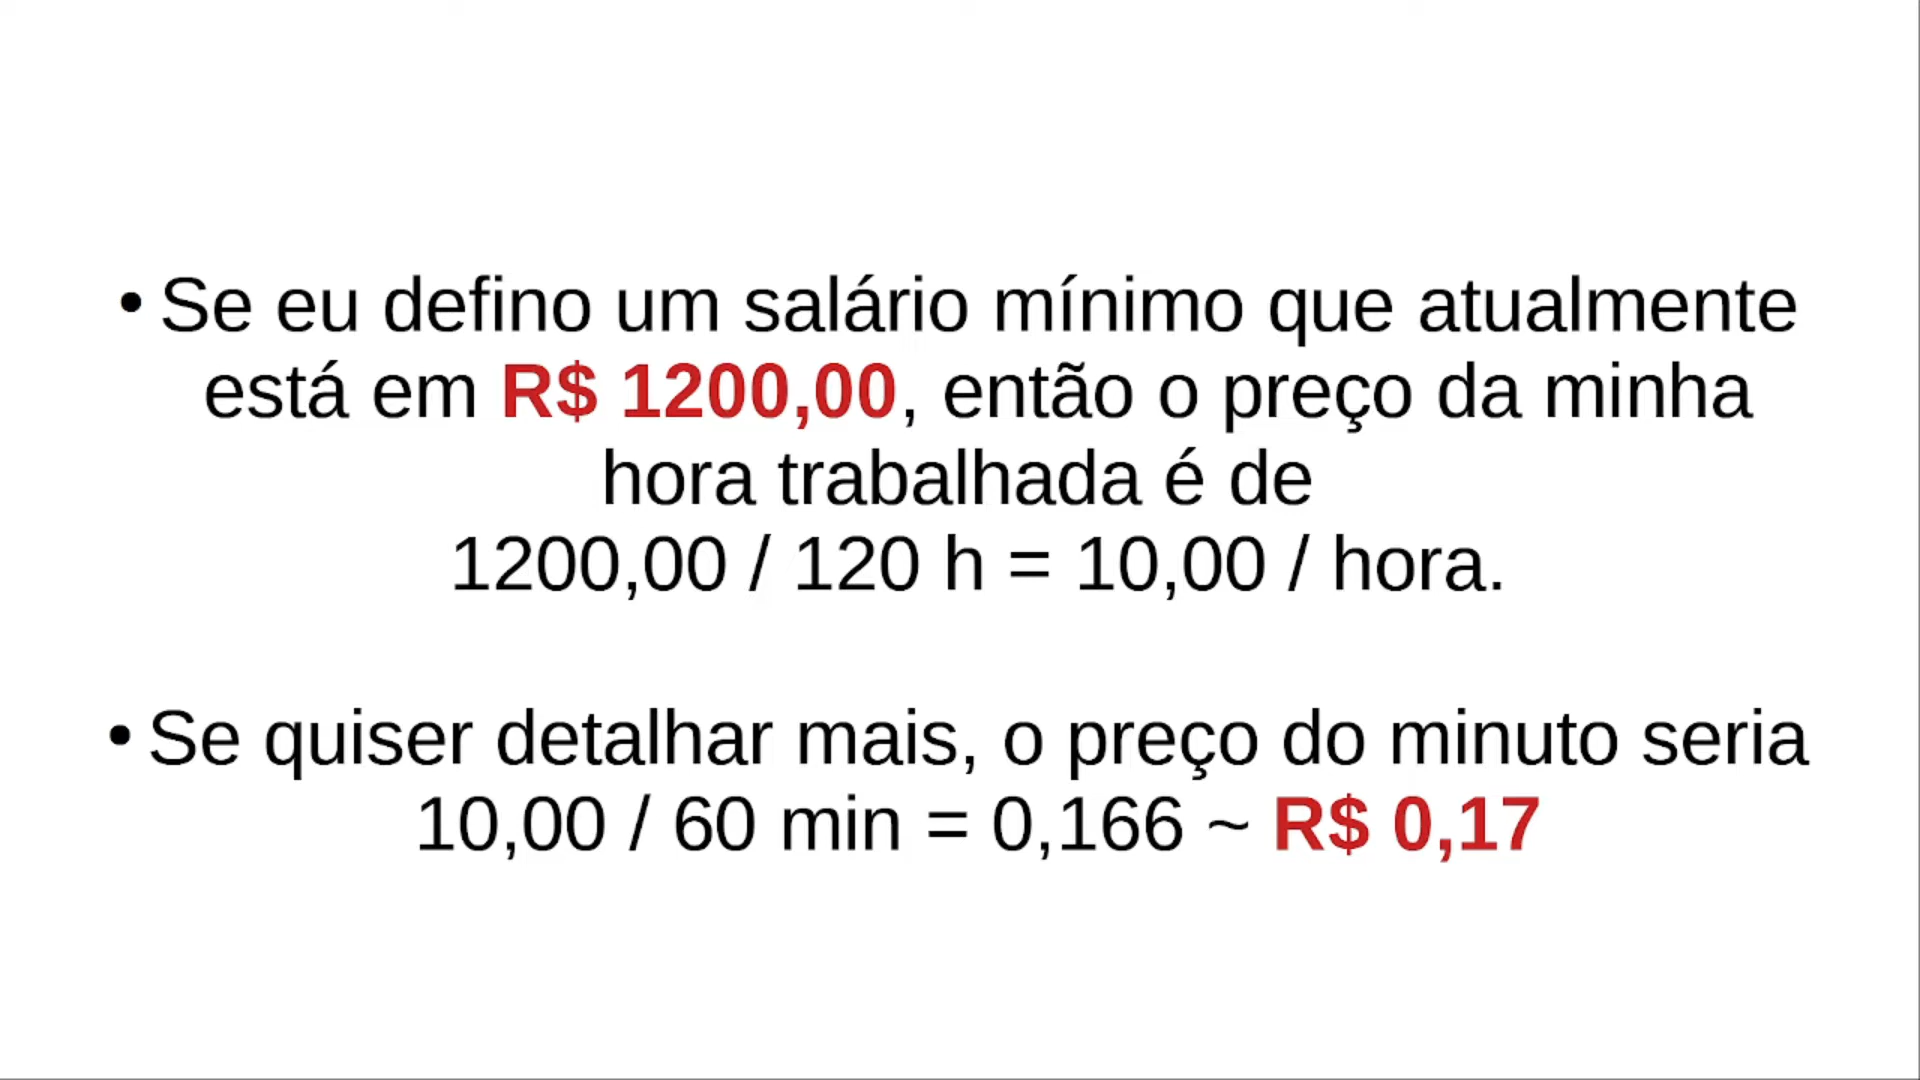 • Se eu defino um salário mínimo que atualmente
está em R$ 1200,00, então o preço da minha
hora trabalhada é de
1200,00 / 120 h = 10,00 / hora.
• Se quiser detalhar mais, o preço do minuto seria
10,00 / 60 min = 0,166 ~ R$ 0,17